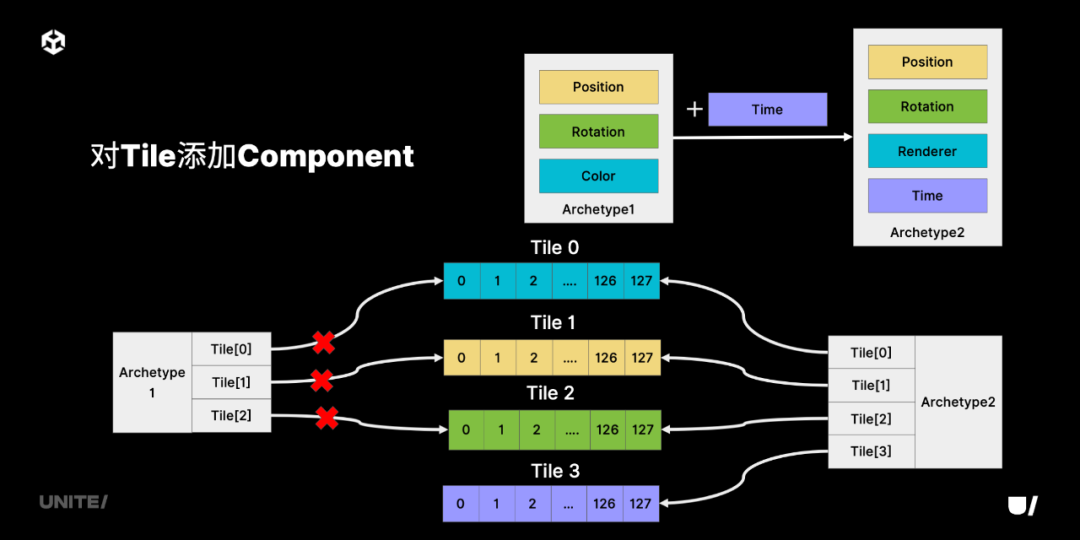 对Tile添加Component
Position
Rotation
Color
Archetype1
+
Time
Position
Rotation
Renderer
Time
Archetype2
Tile 0
0 1 2 .... 126 127
Tile 1
0 1 2 .... 126 127
Tile 2
0 1 2 .... 126 127
Tile 3
0 1 2 ... 126 127
Archetype
1
Tile[0]
Tile[1]
Tile[2]
Tile[0]
Tile[1]
Tile[2]
Tile[3]
Archetype2
UNITE/
U/